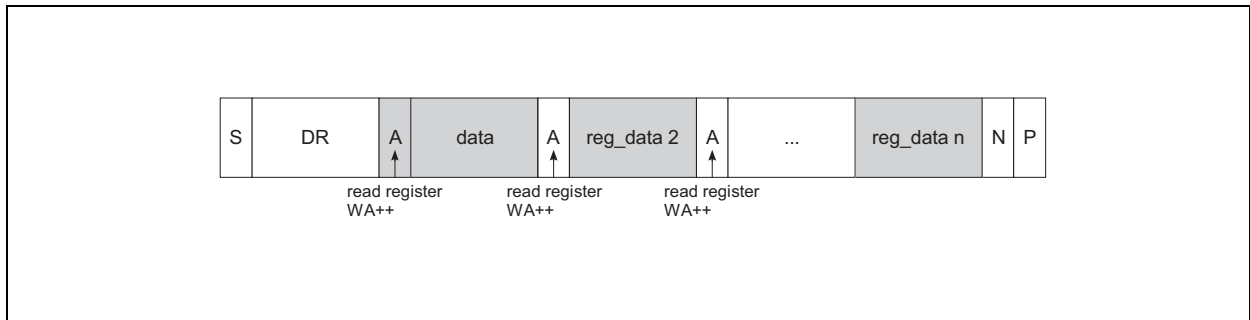 S DR A data A reg_data 2 A ... reg_data n N P
read register read register read register
WA++ WA++ WA++